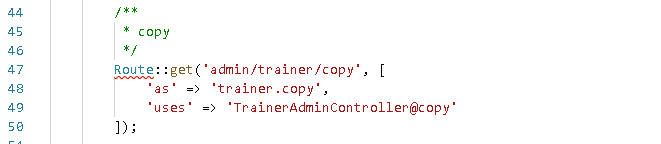 44 /**
45 * copy
46 */
47 Route::get('admin/trainer/copy', [
48 'as' => 'trainer.copy',
49 'uses' => 'TrainerAdminController@copy'
50 ]);